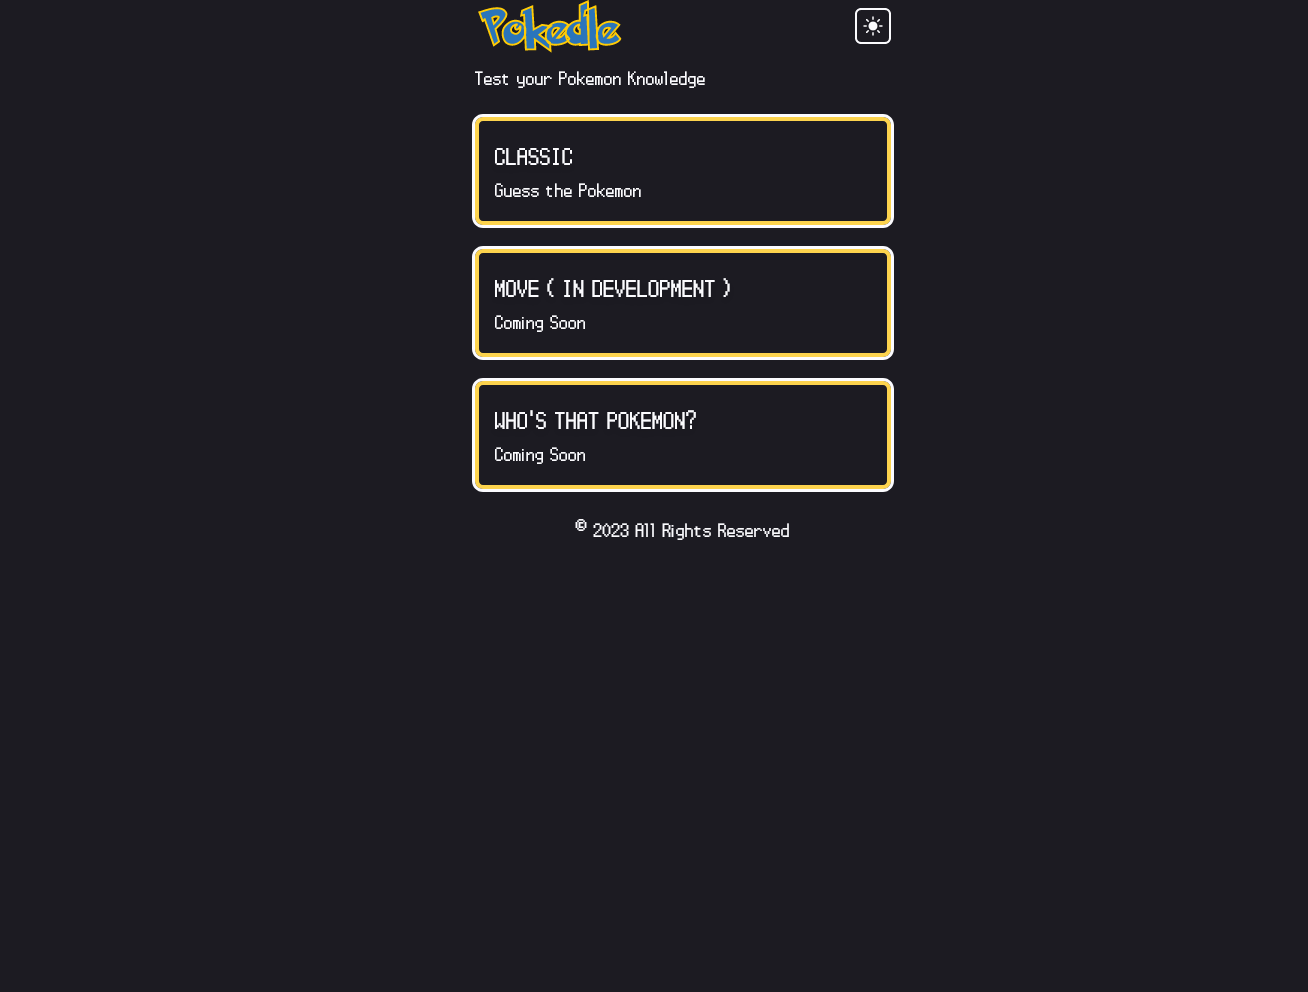 Pokedle
Test your Pokemon Knowledge
CLASSIC
Guess the Pokemon
MOVE ( IN DEVELOPMENT )
Coming Soon
WHO'S THAT POKEMON?
Coming Soon
© 2023 All Rights Reserved